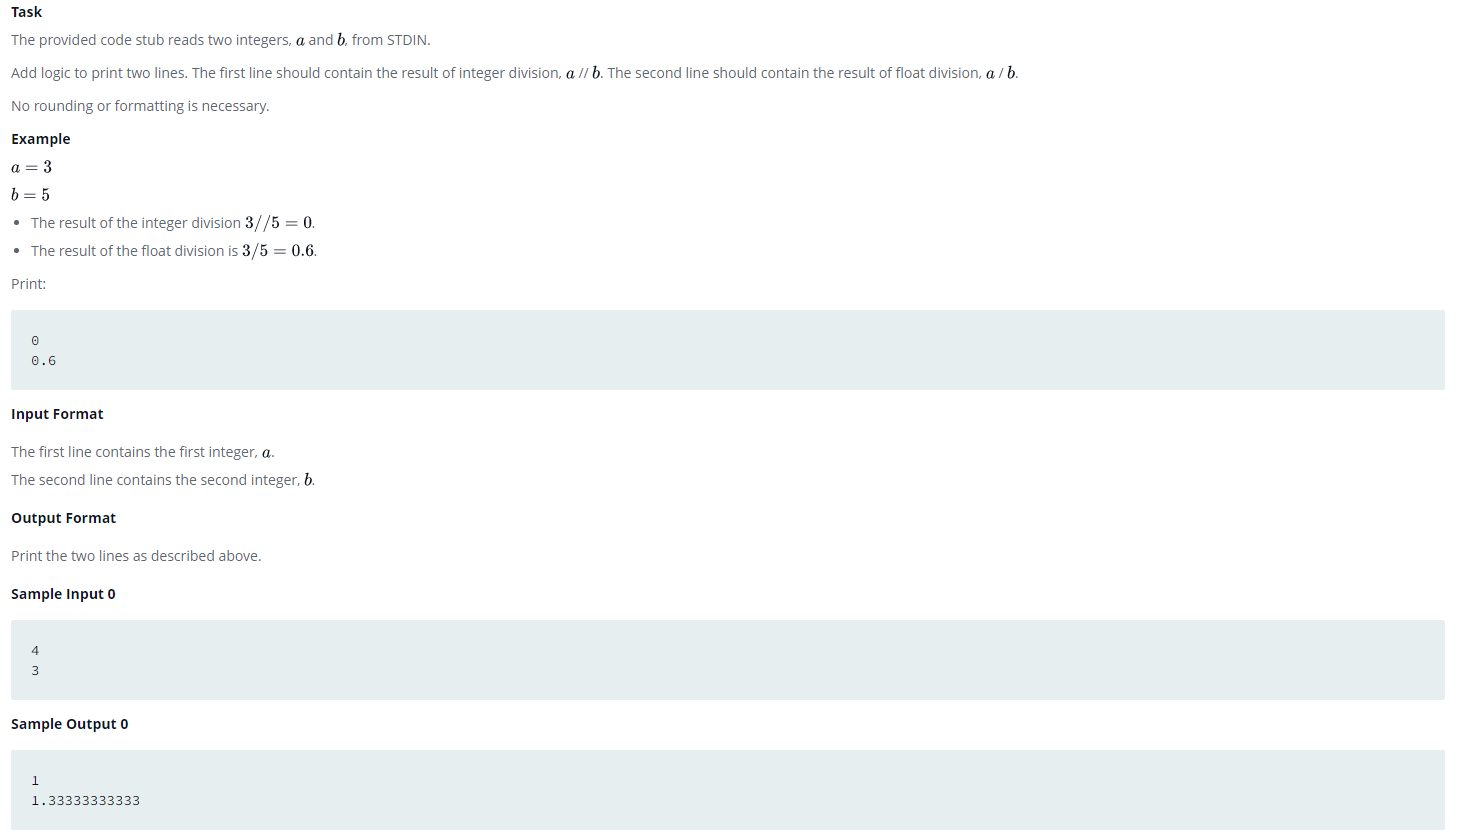 Task
The provided code stub reads two integers, a and b, from STDIN.
Add logic to print two lines. The first line should contain the result of integer division, a // b. The second line should contain the result of float division, a / b.
No rounding or formatting is necessary.
Example
a = 3
b = 5
• The result of the integer division 3//5 = 0.
• The result of the float division is 3/5 = 0.6.
Print:
0
0.6
Input Format
The first line contains the first integer, a.
The second line contains the second integer, b.
Output Format
Print the two lines as described above.
Sample Input 0
4
3
Sample Output 0
1
1.33333333333